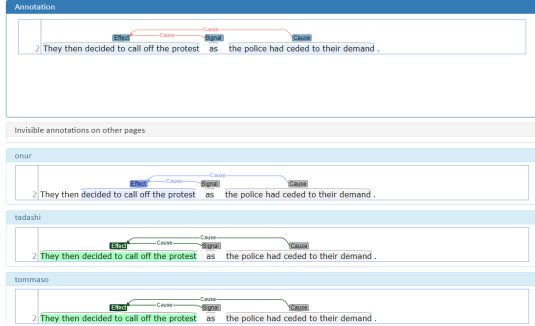 Annotation
Cause
Effect Cause Signal Cause
2 They then decided to call off the protest as the police had ceded to their demand .
Invisible annotations on other pages
onur
Cause
Effect Cause Signal Cause
2 They then decided to call off the protest as the police had ceded to their demand .
tadashi
Cause
Effect Cause Signal Cause
2 They then decided to call off the protest as the police had ceded to their demand .
tommaso
Cause
Effect Cause Signal Cause
2 They then decided to call off the protest as the police had ceded to their demand .